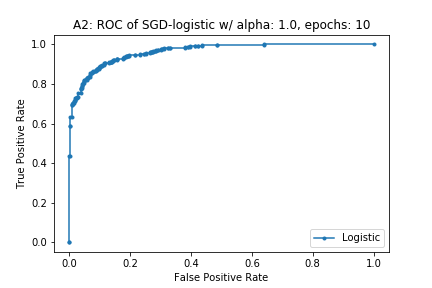 A2: ROC of SGD-logistic w/ alpha: 1.0, epochs: 10
1.0
0.8
0.6
0.4
0.2
0.0
True Positive Rate
Logistic
0.0 0.2 0.4 0.6 0.8 1.0
False Positive Rate